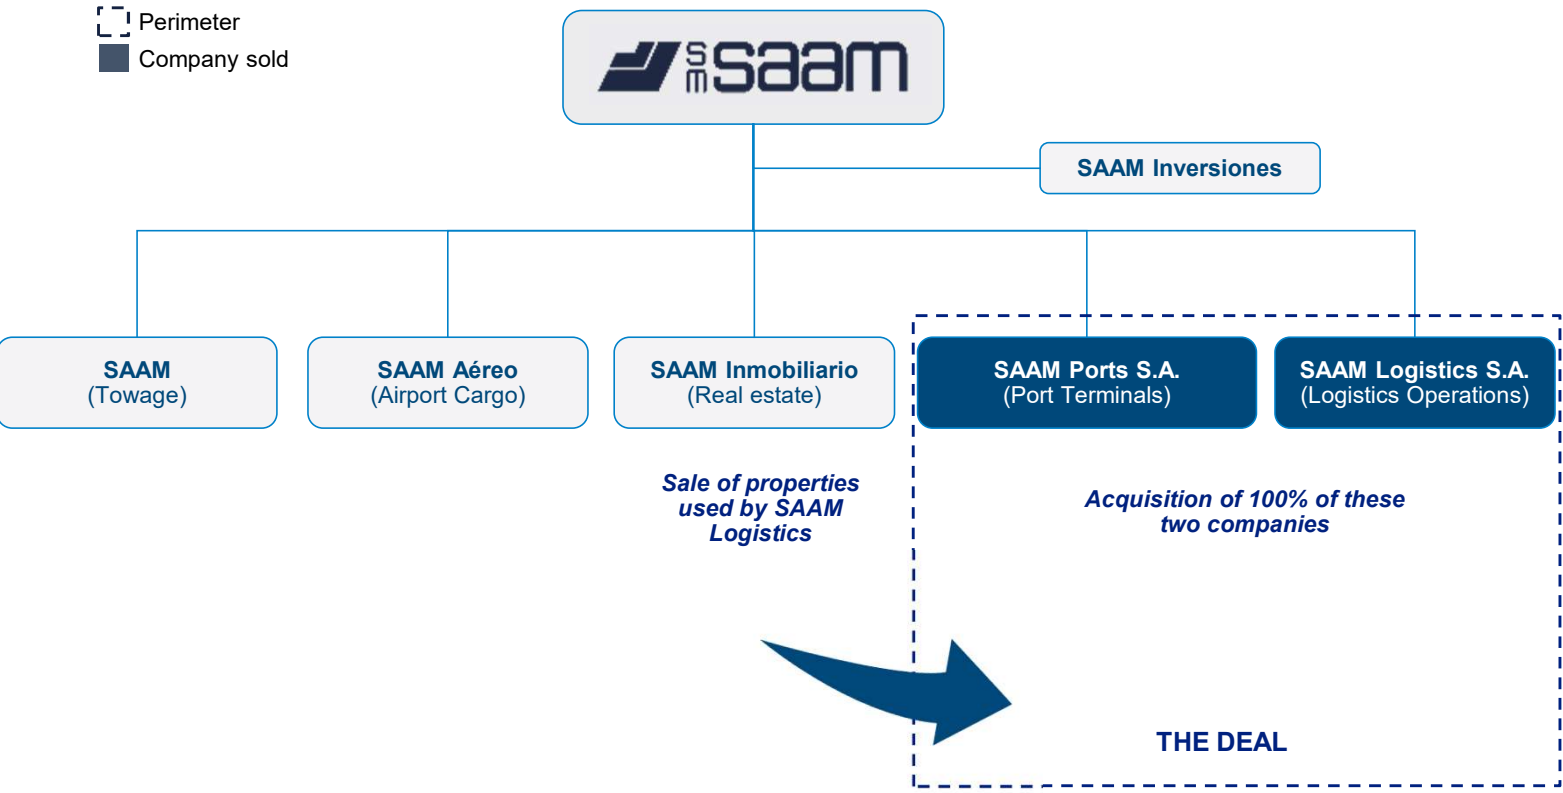 Perimeter
Company sold
SM saam
SAAM Inversiones
SAAM
(Towage)
SAAM Aéreo
(Airport Cargo)
SAAM Inmobiliario
(Real estate)
SAAM Ports S.A.
(Port Terminals)
SAAM Logistics S.A.
(Logistics Operations)
Sale of properties
used by SAAM
Logistics
Acquisition of 100% of these
two companies
THE DEAL